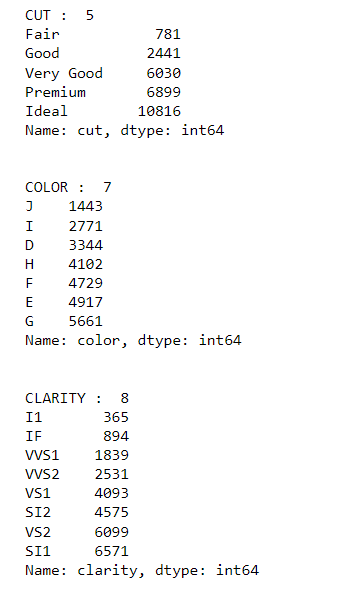 CUT :  5
Fair            781
Good           2441
Very Good      6030
Premium        6899
Ideal         10816
Name: cut, dtype: int64
COLOR :  7
J    1443
I    2771
D    3344
H    4102
F    4729
E    4917
G    5661
Name: color, dtype: int64
CLARITY :  8
I1       365
IF       894
VVS1    1839
VVS2    2531
VS1     4093
SI2     4575
VS2     6099
SI1     6571
Name: clarity, dtype: int64